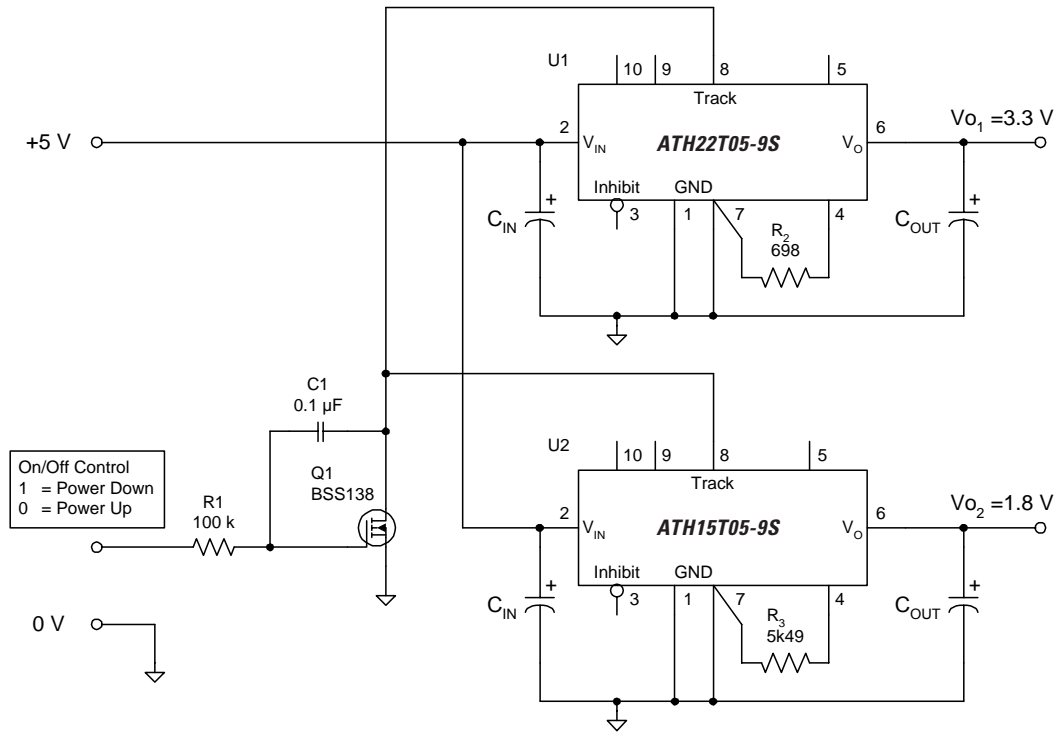 U1
10
9
8
5
Track
+5 V
2
V_IN
ATH22T05-9S
V_O
6
Vo_1 =3.3 V
Inhibit
GND
3
1
7
4
C_IN
+
R_2
698
C_OUT
+
C1
0.1 µF
U2
10
9
8
5
Track
On/Off Control
1 = Power Down
0 = Power Up
Q1
BSS138
R1
100 k
2
V_IN
ATH15T05-9S
V_O
6
Vo_2 =1.8 V
Inhibit
GND
3
1
7
4
C_IN
+
R_3
5k49
C_OUT
+
0 V